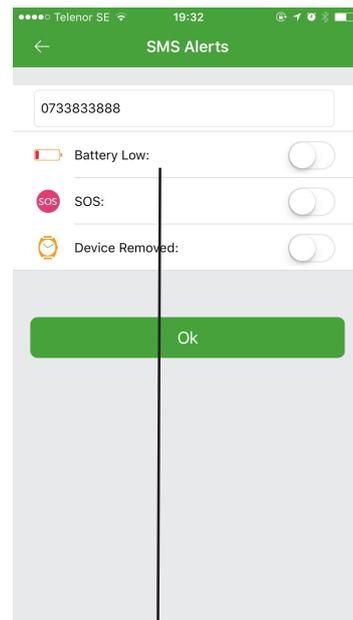 Telenor SE 19:32
SMS Alerts
0733833888
Battery Low:
SOS SOS:
Device Removed:
Ok